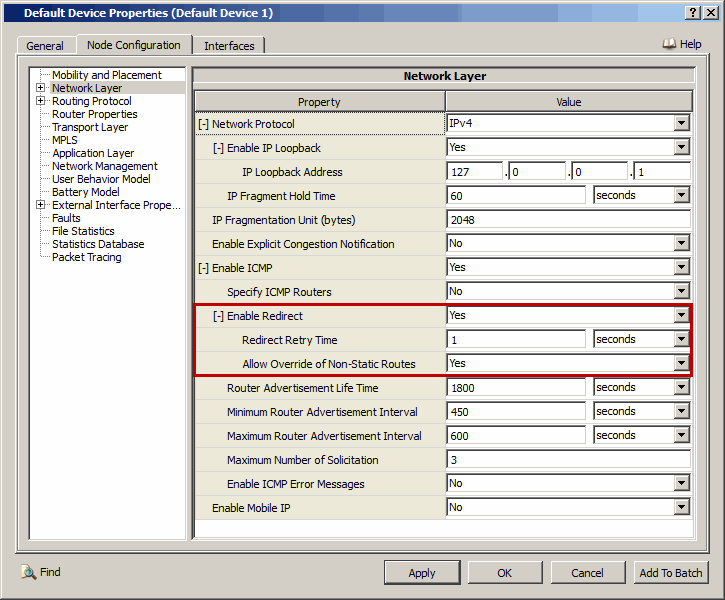 Default Device Properties (Default Device 1)
General Node Configuration Interfaces Help
Mobility and Placement
Network Layer
Routing Protocol
Router Properties
Transport Layer
MPLS
Application Layer
Network Management
User Behavior Model
Battery Model
External Interface Prope...
Faults
File Statistics
Statistics Database
Packet Tracing
Network Layer
Property Value
[-] Network Protocol IPv4
[-] Enable IP Loopback Yes
IP Loopback Address 127 . 0 . 0 . 1
IP Fragment Hold Time 60 seconds
IP Fragmentation Unit (bytes) 2048
Enable Explicit Congestion Notification No
[-] Enable ICMP Yes
Specify ICMP Routers No
[-] Enable Redirect Yes
Redirect Retry Time 1 seconds
Allow Override of Non-Static Routes Yes
Router Advertisement Life Time 1800 seconds
Minimum Router Advertisement Interval 450 seconds
Maximum Router Advertisement Interval 600 seconds
Maximum Number of Solicitation 3
Enable ICMP Error Messages No
Enable Mobile IP No
Find Apply OK Cancel Add To Batch